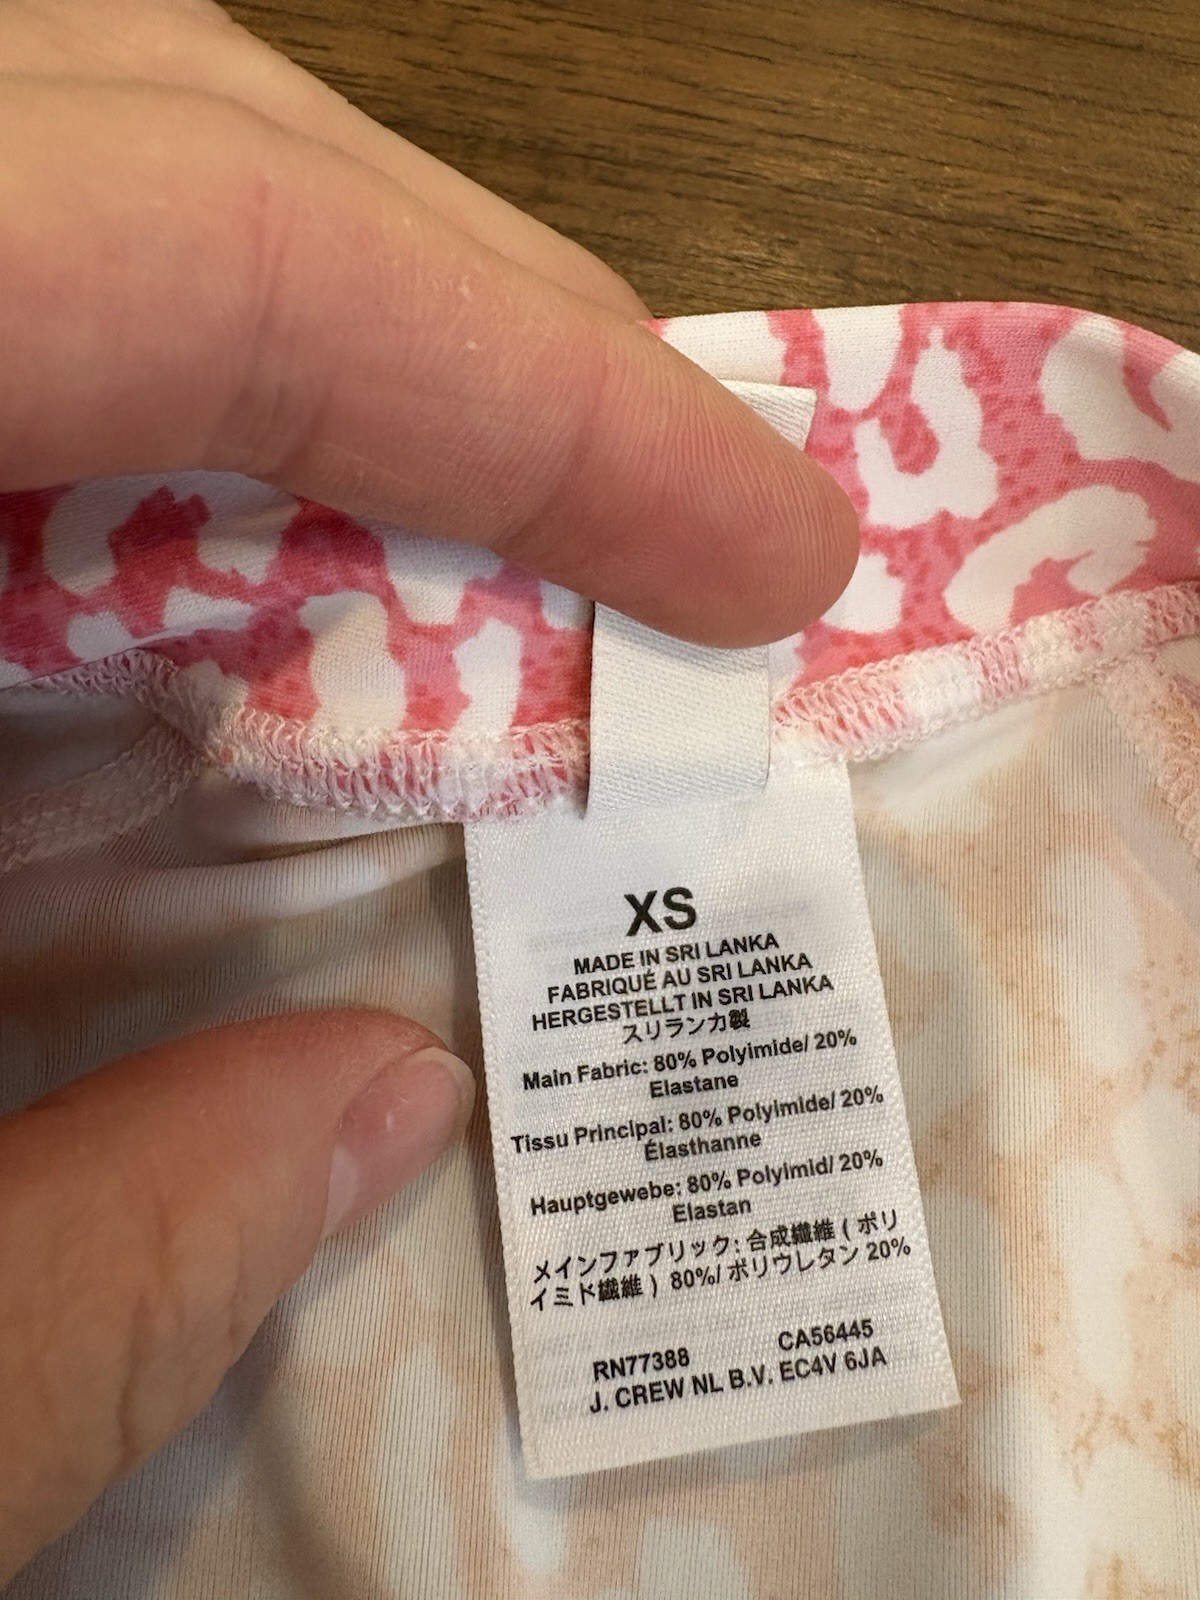 XS
MADE IN SRI LANKA
FABRIQUÉ AU SRI LANKA
HERGESTELLT IN SRI LANKA
スリランカ製
Main Fabric: 80% Polyimide/ 20%
Elastane
Tissu Principal: 80% Polyimide/ 20%
Élasthanne
Hauptgewebe: 80% Polyimid/ 20%
Elastan
メインファブリック: 合成繊維 ( ポリ
イミド繊維 ) 80%/ ポリウレタン 20%
RN77388 CA56445
J. CREW NL B.V. EC4V 6JA